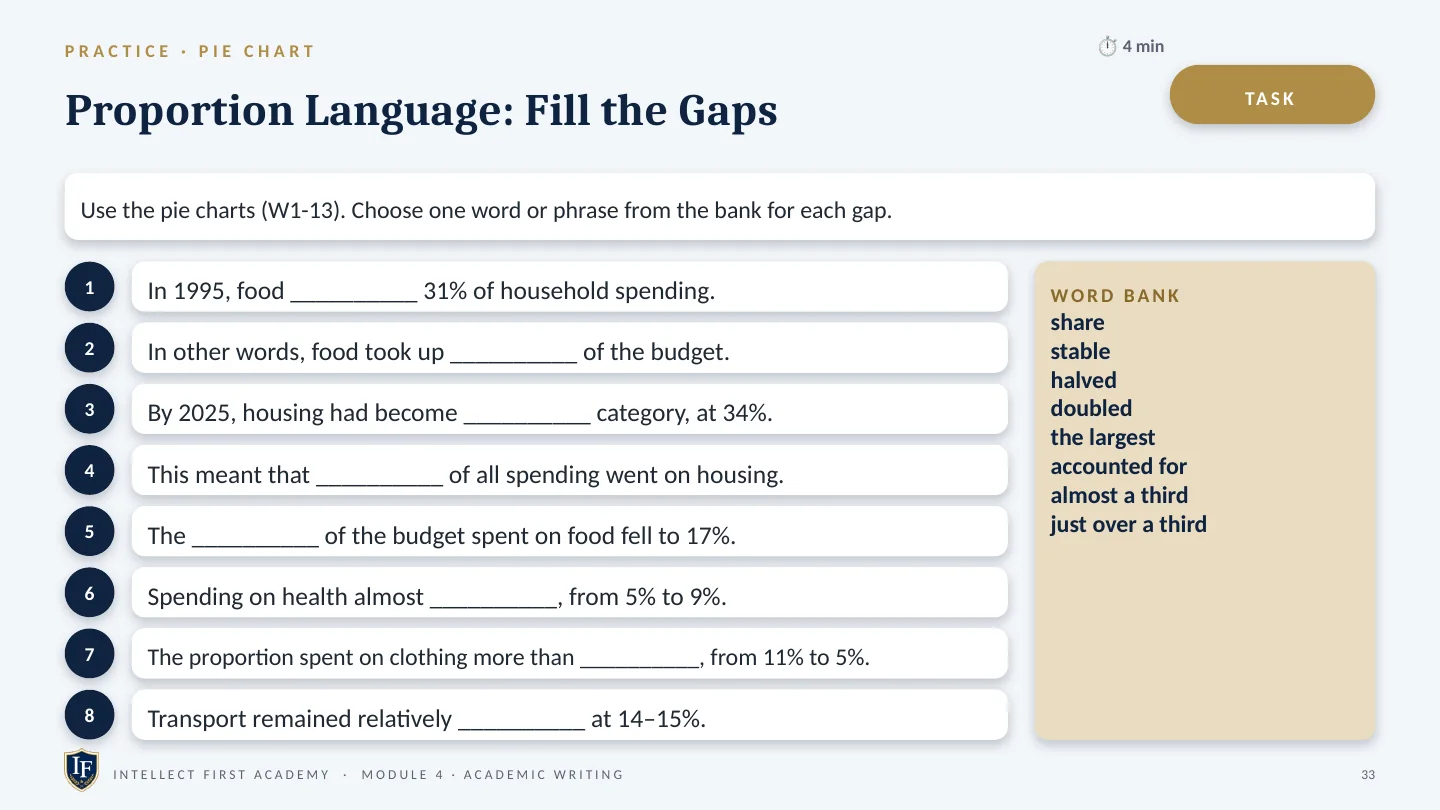 PRACTICE · PIE CHART
⏱ 4 min
TASK
Proportion Language: Fill the Gaps
Use the pie charts (W1-13). Choose one word or phrase from the bank for each gap.
1 In 1995, food __________ 31% of household spending.
2 In other words, food took up __________ of the budget.
3 By 2025, housing had become __________ category, at 34%.
4 This meant that __________ of all spending went on housing.
5 The __________ of the budget spent on food fell to 17%.
6 Spending on health almost __________, from 5% to 9%.
7 The proportion spent on clothing more than __________, from 11% to 5%.
8 Transport remained relatively __________ at 14–15%.
WORD BANK
share
stable
halved
doubled
the largest
accounted for
almost a third
just over a third
IF
INTELLECT FIRST ACADEMY · MODULE 4 · ACADEMIC WRITING
33